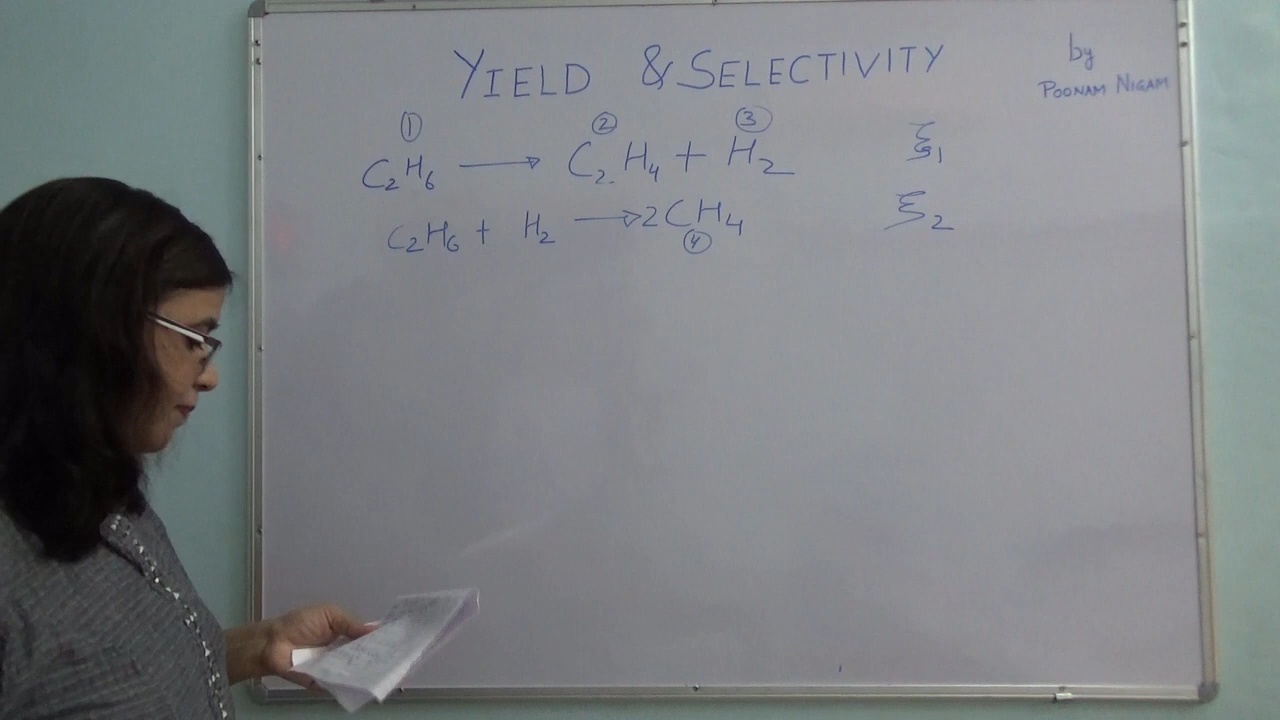 YIELD & SELECTIVITY
by
POONAM NIGAM
① ② ③
C₂H₆ ⟶ C₂H₄ + H₂ ξ₁
C₂H₆ + H₂ ⟶ 2CH₄ ξ₂
④